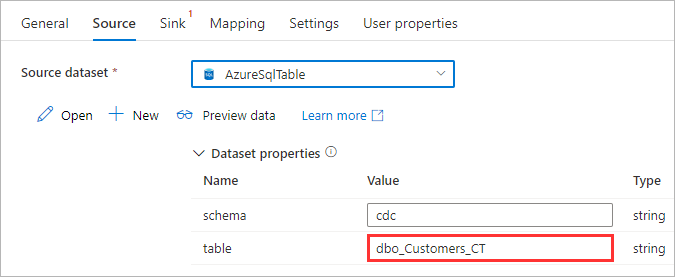 General Source Sink 1 Mapping Settings User properties
Source dataset * AzureSqlTable
Open New Preview data Learn more
Dataset properties
Name Value Type
schema cdc string
table dbo_Customers_CT string